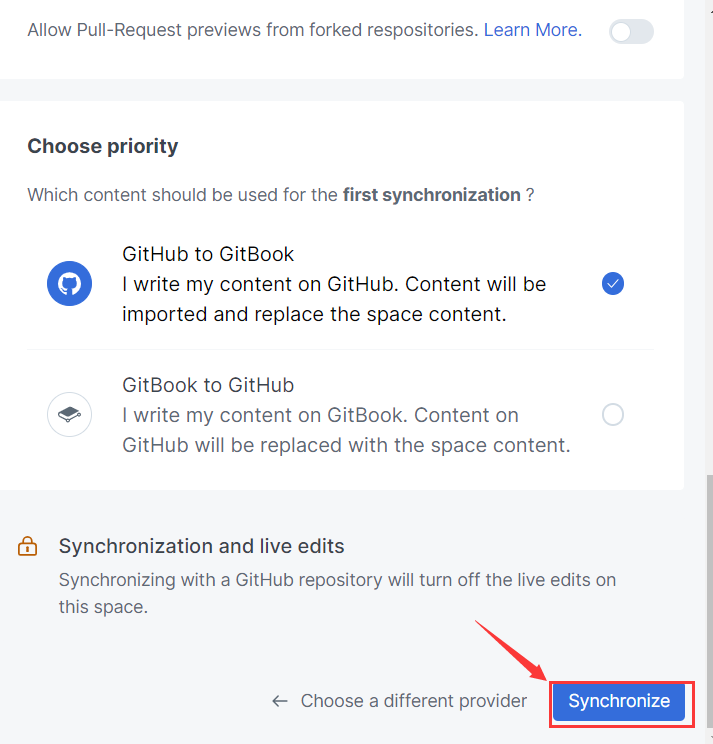 Allow Pull-Request previews from forked respositories. Learn More.
Choose priority
Which content should be used for the first synchronization ?
GitHub to GitBook
I write my content on GitHub. Content will be
imported and replace the space content.
GitBook to GitHub
I write my content on GitBook. Content on
GitHub will be replaced with the space content.
Synchronization and live edits
Synchronizing with a GitHub repository will turn off the live edits on
this space.
← Choose a different provider Synchronize